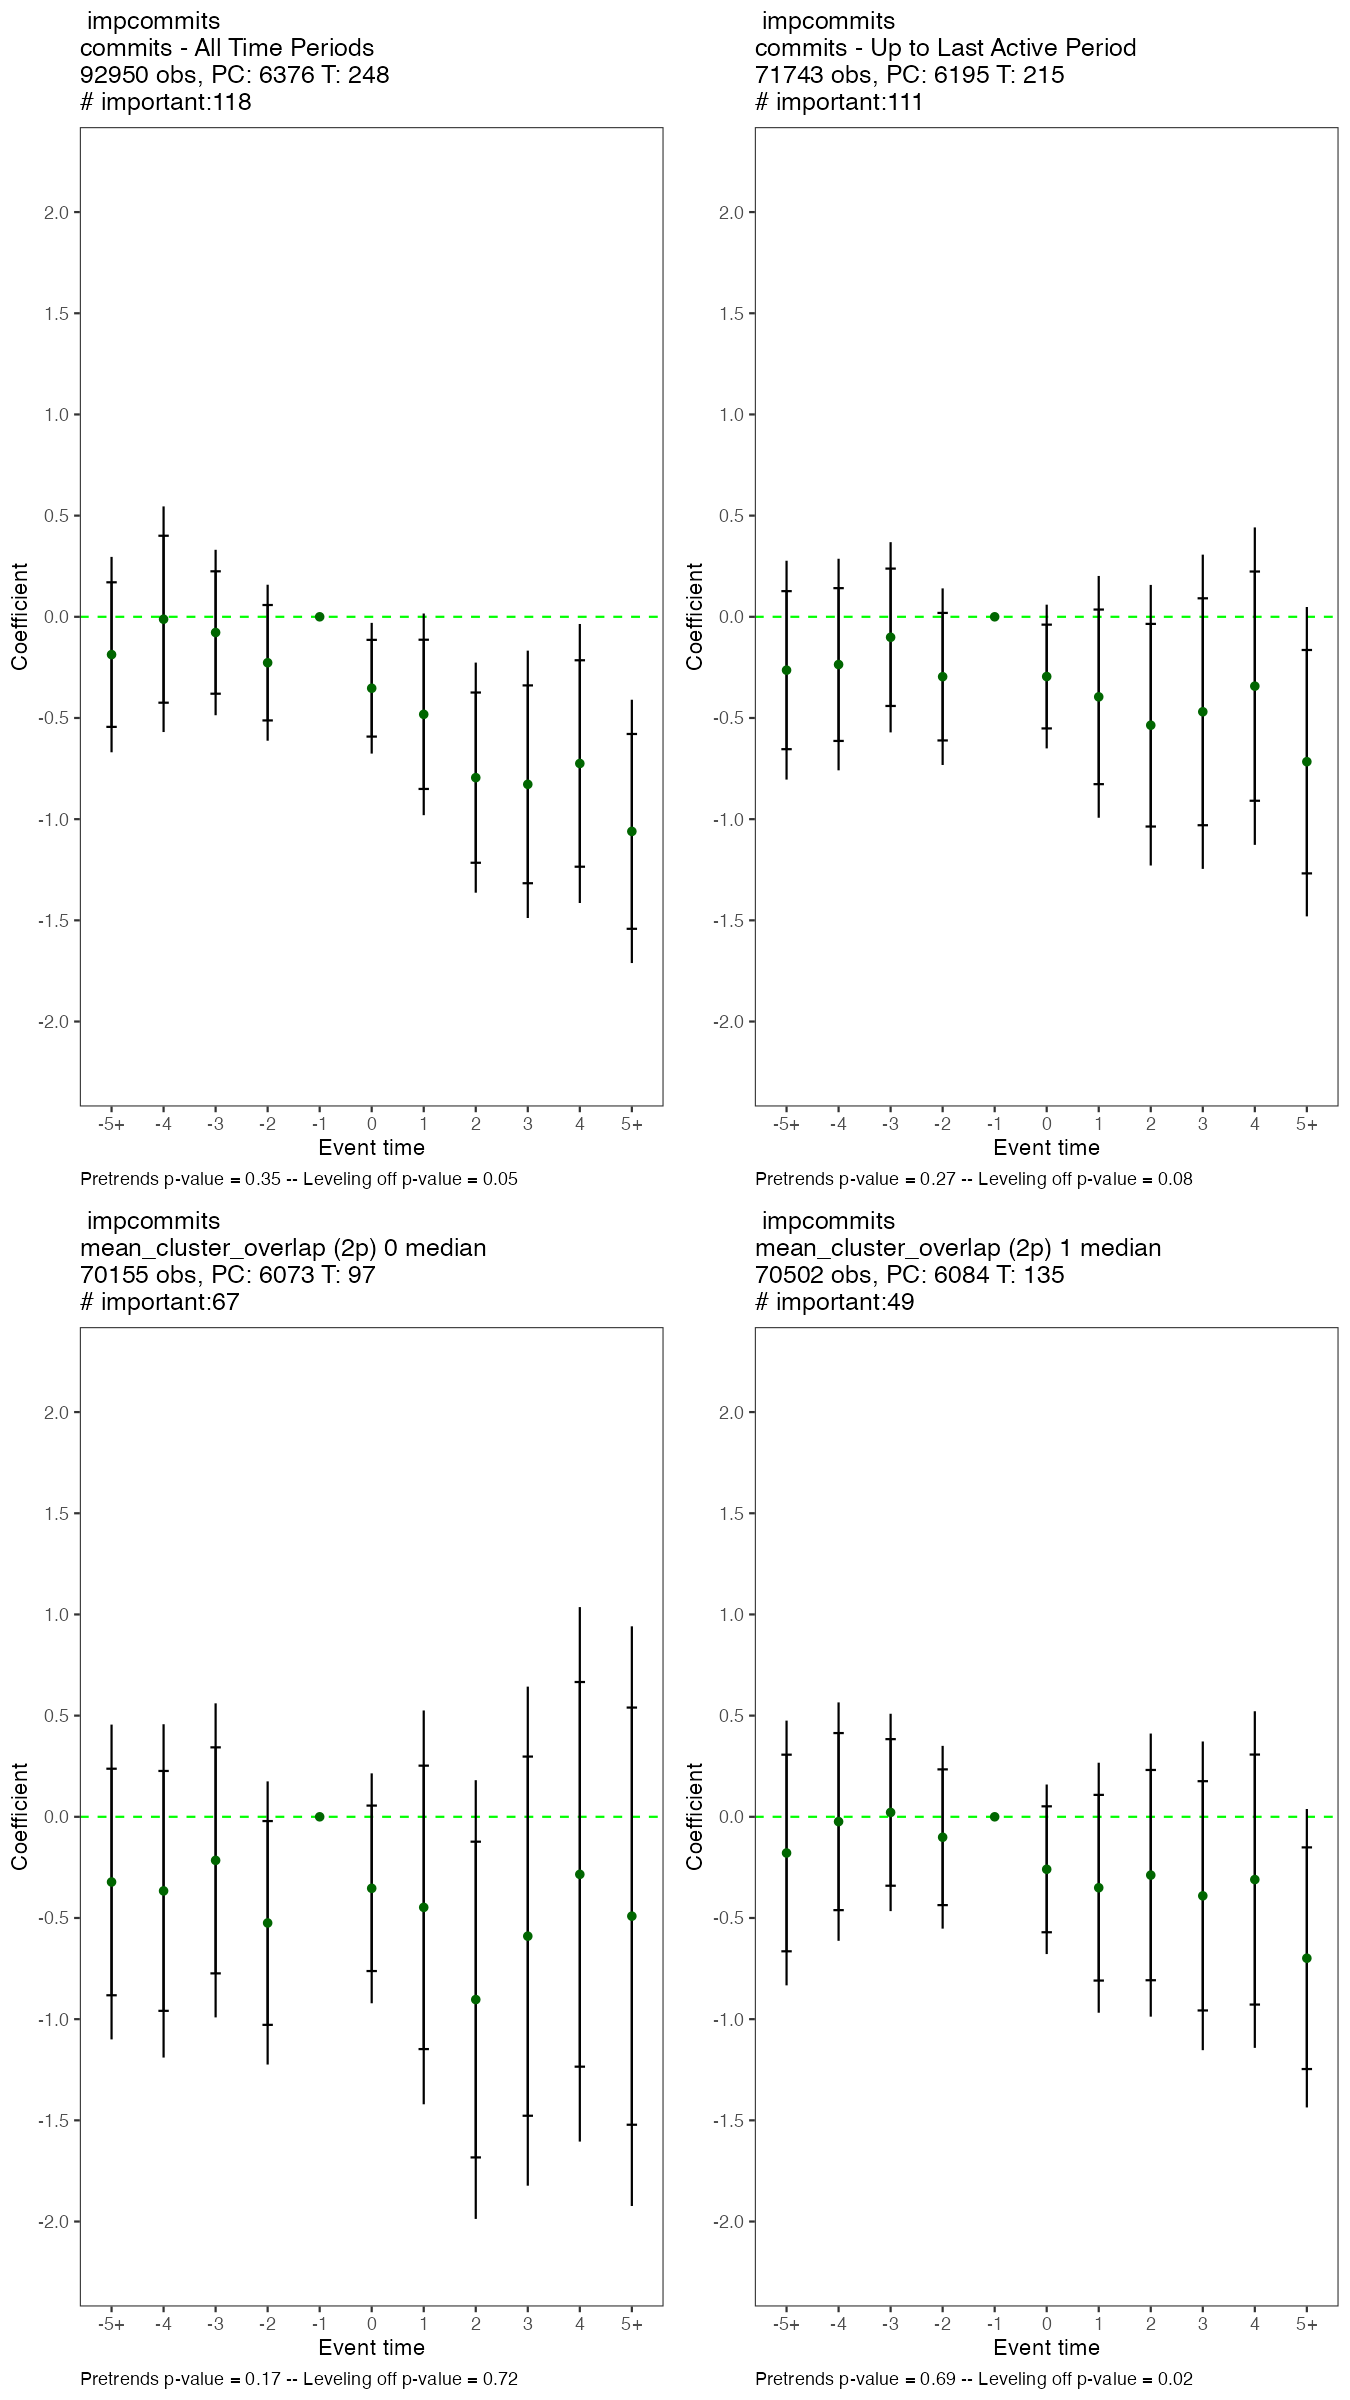 impcommits
commits - All Time Periods
92950 obs, PC: 6376 T: 248
# important:118
2.0
1.5
1.0
0.5
0.0
-0.5
-1.0
-1.5
-2.0
Coefficient
-5+ -4 -3 -2 -1 0 1 2 3 4 5+
Event time
Pretrends p-value = 0.35 -- Leveling off p-value = 0.05
impcommits
commits - Up to Last Active Period
71743 obs, PC: 6195 T: 215
# important:111
2.0
1.5
1.0
0.5
0.0
-0.5
-1.0
-1.5
-2.0
Coefficient
-5+ -4 -3 -2 -1 0 1 2 3 4 5+
Event time
Pretrends p-value = 0.27 -- Leveling off p-value = 0.08
impcommits
mean_cluster_overlap (2p) 0 median
70155 obs, PC: 6073 T: 97
# important:67
2.0
1.5
1.0
0.5
0.0
-0.5
-1.0
-1.5
-2.0
Coefficient
-5+ -4 -3 -2 -1 0 1 2 3 4 5+
Event time
Pretrends p-value = 0.17 -- Leveling off p-value = 0.72
impcommits
mean_cluster_overlap (2p) 1 median
70502 obs, PC: 6084 T: 135
# important:49
2.0
1.5
1.0
0.5
0.0
-0.5
-1.0
-1.5
-2.0
Coefficient
-5+ -4 -3 -2 -1 0 1 2 3 4 5+
Event time
Pretrends p-value = 0.69 -- Leveling off p-value = 0.02